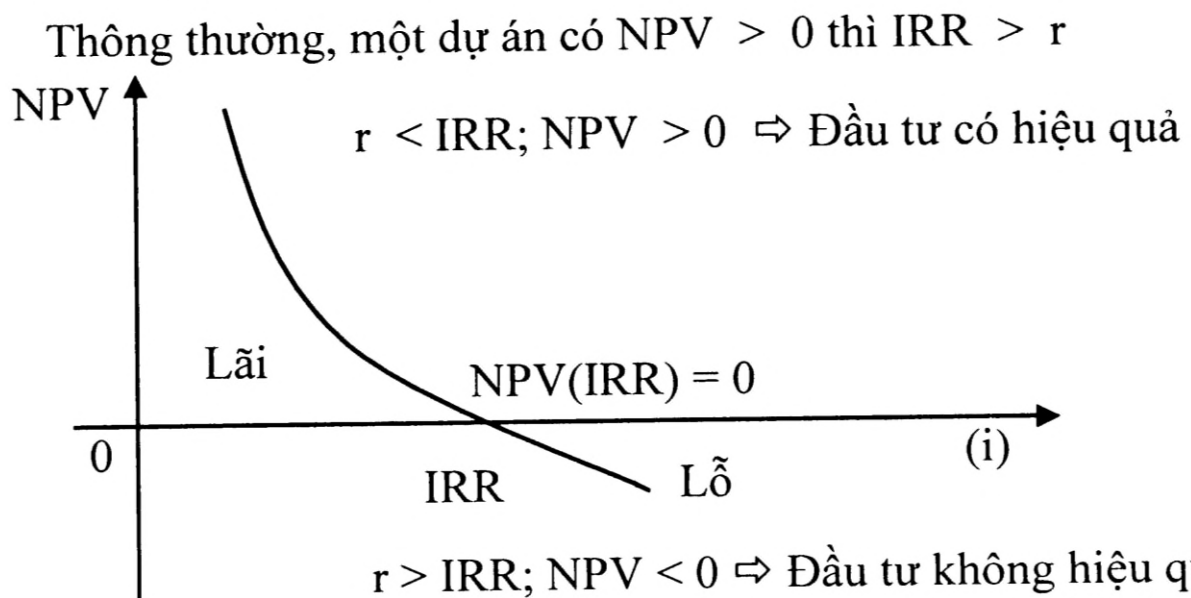 Thông thường, một dự án có NPV > 0 thì IRR > r
NPV
r < IRR; NPV > 0 ⇨ Đầu tư có hiệu quả
Lãi
NPV(IRR) = 0
0
(i)
IRR
Lỗ
r > IRR; NPV < 0 ⇨ Đầu tư không hiệu